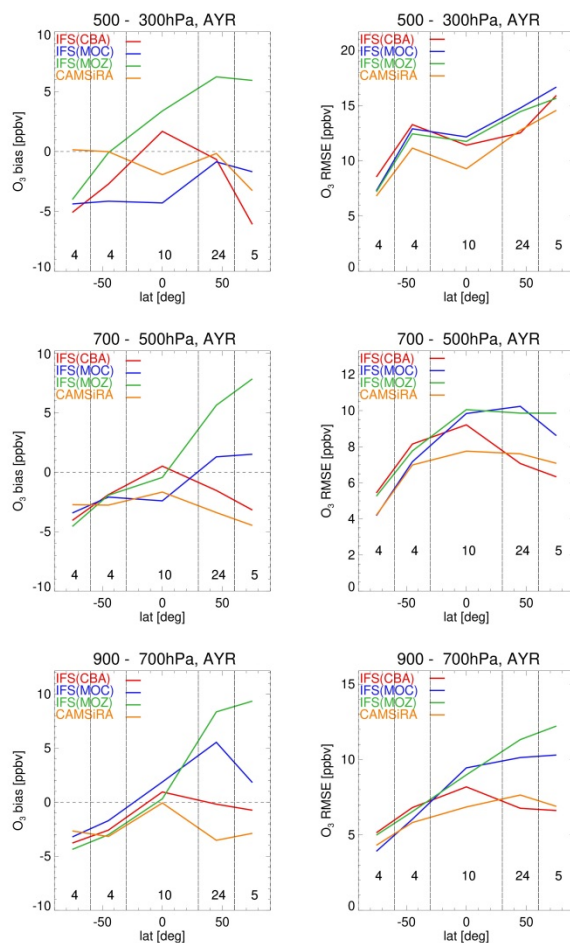 500 - 300hPa, AYR
IFS(CBA)
IFS(MOC)
IFS(MOZ)
CAMSiRA
O3 bias [ppbv]
10
5
0
-5
-10
4 4 10 24 5
-50 0 50
lat [deg]
500 - 300hPa, AYR
IFS(CBA)
IFS(MOC)
IFS(MOZ)
CAMSiRA
O3 RMSE [ppbv]
20
15
10
5
0
4 4 10 24 5
-50 0 50
lat [deg]
700 - 500hPa, AYR
IFS(CBA)
IFS(MOC)
IFS(MOZ)
CAMSiRA
O3 bias [ppbv]
10
5
0
-5
-10
4 4 10 24 5
-50 0 50
lat [deg]
700 - 500hPa, AYR
IFS(CBA)
IFS(MOC)
IFS(MOZ)
CAMSiRA
O3 RMSE [ppbv]
12
10
8
6
4
2
0
4 4 10 24 5
-50 0 50
lat [deg]
900 - 700hPa, AYR
IFS(CBA)
IFS(MOC)
IFS(MOZ)
CAMSiRA
O3 bias [ppbv]
10
5
0
-5
-10
4 4 10 24 5
-50 0 50
lat [deg]
900 - 700hPa, AYR
IFS(CBA)
IFS(MOC)
IFS(MOZ)
CAMSiRA
O3 RMSE [ppbv]
15
10
5
0
4 4 10 24 5
-50 0 50
lat [deg]